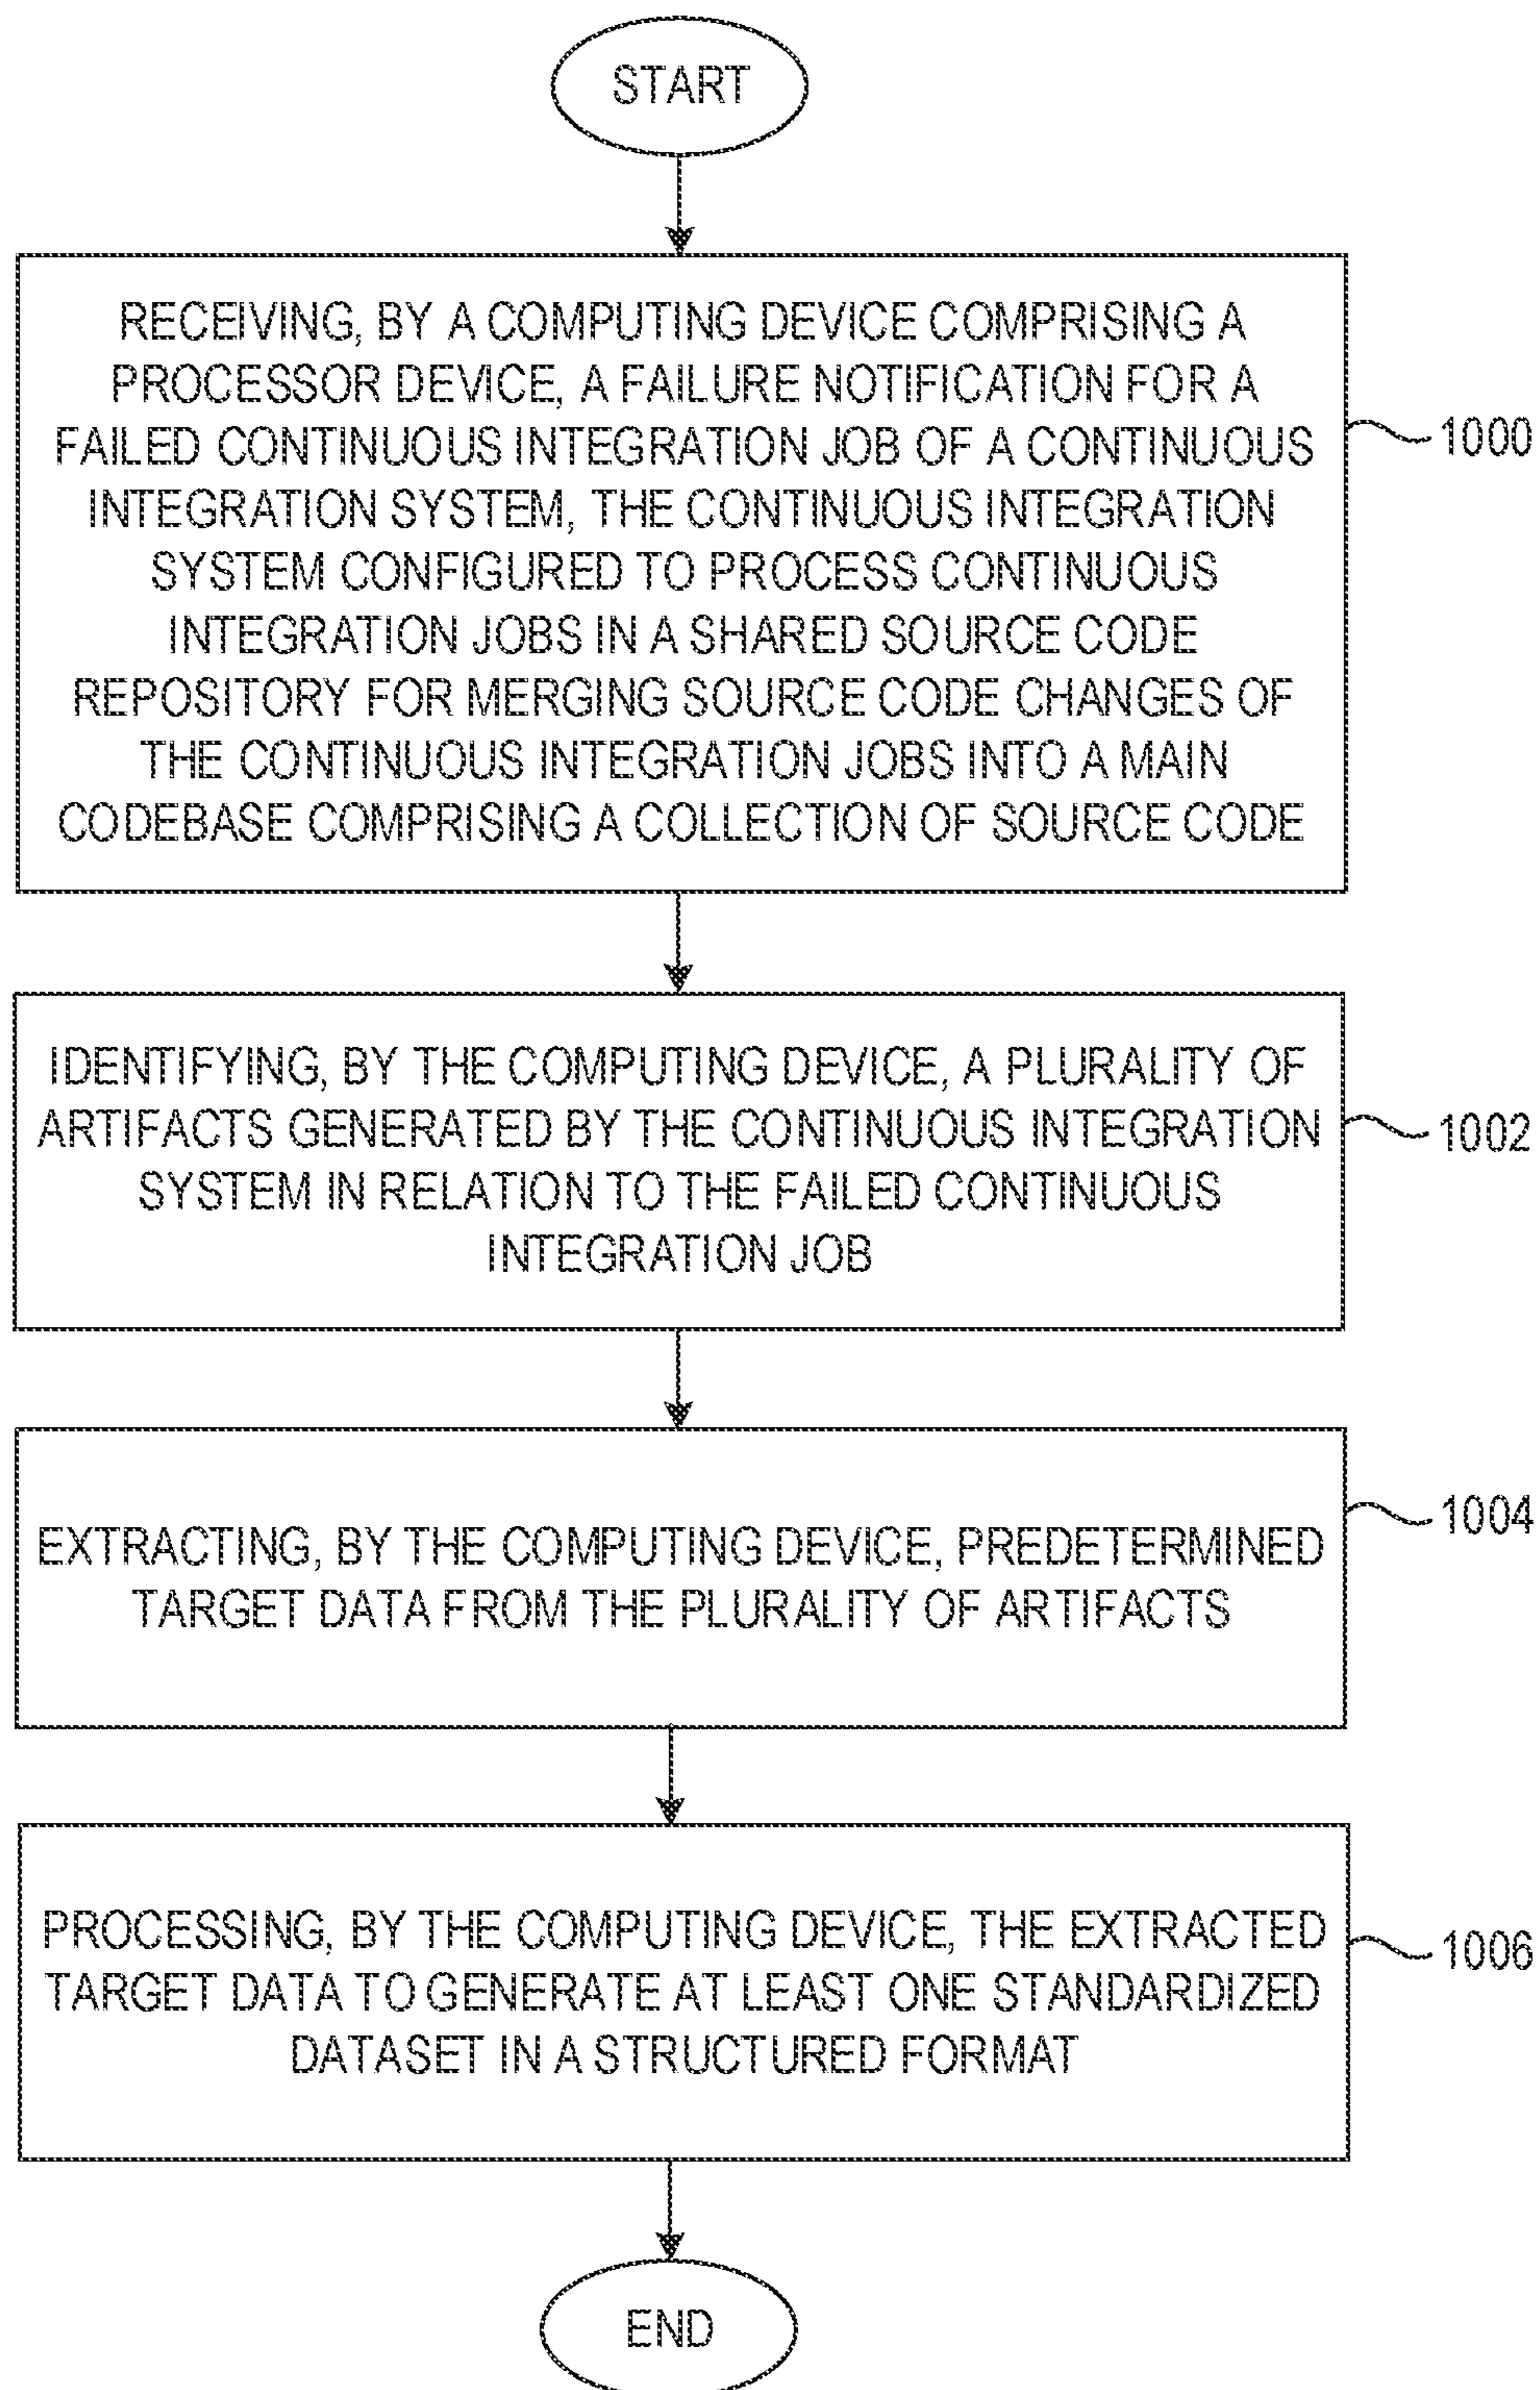 START
RECEIVING, BY A COMPUTING DEVICE COMPRISING A
PROCESSOR DEVICE, A FAILURE NOTIFICATION FOR A
FAILED CONTINUOUS INTEGRATION JOB OF A CONTINUOUS
INTEGRATION SYSTEM, THE CONTINUOUS INTEGRATION
SYSTEM CONFIGURED TO PROCESS CONTINUOUS
INTEGRATION JOBS IN A SHARED SOURCE CODE
REPOSITORY FOR MERGING SOURCE CODE CHANGES OF
THE CONTINUOUS INTEGRATION JOBS INTO A MAIN
CODEBASE COMPRISING A COLLECTION OF SOURCE CODE
1000
IDENTIFYING, BY THE COMPUTING DEVICE, A PLURALITY OF
ARTIFACTS GENERATED BY THE CONTINUOUS INTEGRATION
SYSTEM IN RELATION TO THE FAILED CONTINUOUS
INTEGRATION JOB
1002
EXTRACTING, BY THE COMPUTING DEVICE, PREDETERMINED
TARGET DATA FROM THE PLURALITY OF ARTIFACTS
1004
PROCESSING, BY THE COMPUTING DEVICE, THE EXTRACTED
TARGET DATA TO GENERATE AT LEAST ONE STANDARDIZED
DATASET IN A STRUCTURED FORMAT
1006
END